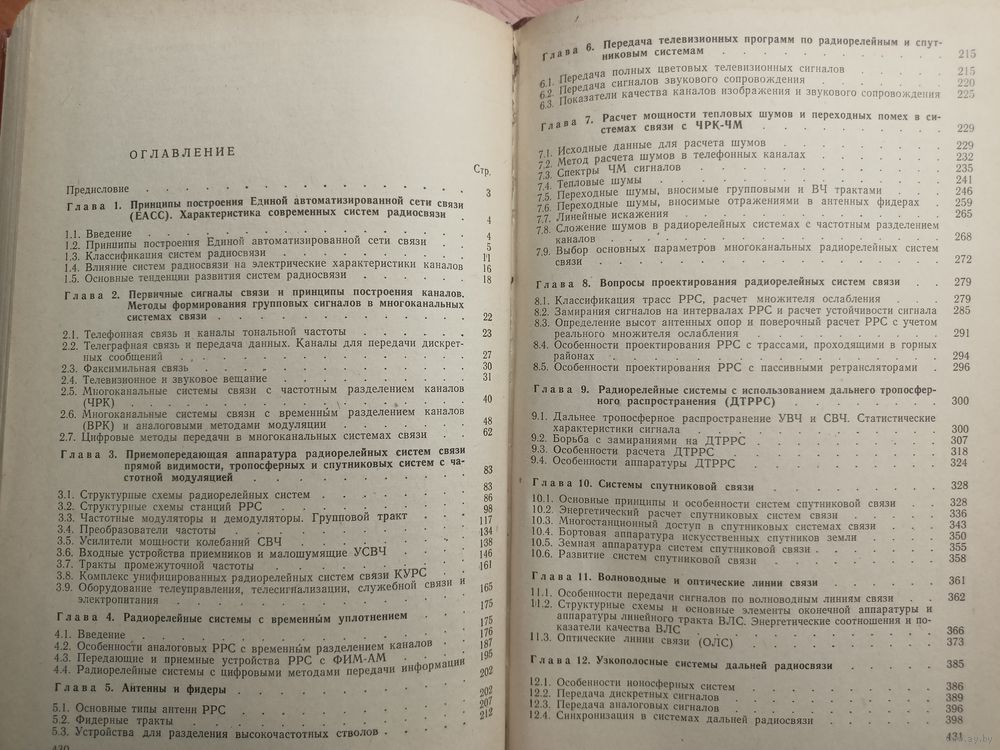 ОГЛАВЛЕНИЕ
Стр.
Предисловие 3
Глава 1. Принципы построения Единой автоматизированной сети связи
(ЕАСС). Характеристика современных систем радиосвязи 4
1.1. Введение 4
1.2. Принципы построения Единой автоматизированной сети связи 5
1.3. Классификация систем радиосвязи 11
1.4. Влияние систем радиосвязи на электрические характеристики каналов 16
1.5. Основные тенденции развития систем радиосвязи 18
Глава 2. Первичные сигналы связи и принципы построения каналов.
Методы формирования групповых сигналов в многоканальных
системах связи 22
2.1. Телефонная связь и каналы тональной частоты 23
2.2. Телеграфная связь и передача данных. Каналы для передачи дискрет-
ных сообщений 27
2.3. Факсимильная связь 30
2.4. Телевизионное и звуковое вещание 31
2.5. Многоканальные системы связи с частотным разделением каналов
(ЧРК) 40
2.6. Многоканальные системы связи с временным разделением каналов
(ВРК) и аналоговыми методами модуляции 48
2.7. Цифровые методы передачи в многоканальных системах связи 62
Глава 3. Приемопередающая аппаратура радиорелейных систем связи
прямой видимости, тропосферных и спутниковых систем с ча-
стотной модуляцией 83
3.1. Структурные схемы радиорелейных систем 83
3.2. Структурные схемы станций РРС 86
3.3. Частотные модуляторы и демодуляторы. Групповой тракт 98
3.4. Преобразователи частоты 117
3.5. Усилители мощности колебаний СВЧ 134
3.6. Входные устройства приемников и малошумящие УСВЧ 138
3.7. Тракты промежуточной частоты 146
3.8. Комплекс унифицированных радиорелейных систем связи КУРС 161
3.9. Оборудование телеуправления, телесигнализации, служебной связи и
электропитания 165
Глава 4. Радиорелейные системы с временным уплотнением 175
4.1. Введение 175
4.2. Особенности аналоговых РРС с временным разделением каналов 176
4.3. Передающие и приемные устройства РРС с ФИМ-АМ 187
4.4. Радиорелейные системы с цифровыми методами передачи информации 195
Глава 5. Антенны и фидеры 202
5.1. Основные типы антенн РРС 202
5.2. Фидерные тракты 207
5.3. Устройства для разделения высокочастотных стволов 212
430
Глава 6. Передача телевизионных программ по радиорелейным и спут-
никовым системам 215
6.1. Передача полных цветовых телевизионных сигналов 215
6.2. Передача сигналов звукового сопровождения 220
6.3. Показатели качества каналов изображения и звукового сопровождения 225
Глава 7. Расчет мощности тепловых шумов и переходных помех в си-
стемах связи с ЧРК-ЧМ 229
7.1. Исходные данные для расчета шумов 229
7.2. Метод расчета шумов в телефонных каналах 232
7.3. Спектры ЧМ сигналов 235
7.4. Тепловые шумы 241
7.5. Переходные шумы, вносимые групповыми и ВЧ трактами 246
7.6. Переходные шумы, вносимые отражениями в антенных фидерах 259
7.7. Линейные искажения 265
7.8. Сложение шумов в радиорелейных системах с частотным разделением
каналов 268
7.9. Выбор основных параметров многоканальных радиорелейных систем
связи 272
Глава 8. Вопросы проектирования радиорелейных систем связи 279
8.1. Классификация трасс РРС, расчет множителя ослабления 279
8.2. Замирания сигналов на интервалах РРС и расчет устойчивости сигнала 285
8.3. Определение высот антенных опор и поверочный расчет РРС с учетом
реального множителя ослабления 291
8.4. Особенности проектирования РРС с трассами, проходящими в горных
районах 294
8.5. Особенности проектирования РРС с пассивными ретрансляторами 296
Глава 9. Радиорелейные системы с использованием дальнего тропосфер-
ного распространения (ДТРРС) 300
9.1. Дальнее тропосферное распространение УВЧ и СВЧ. Статистические
характеристики сигнала 300
9.2. Борьба с замираниями на ДТРРС 307
9.3. Особенности расчета ДТРРС 318
9.4. Особенности аппаратуры ДТРРС 324
Глава 10. Системы спутниковой связи 328
10.1. Основные принципы и особенности систем спутниковой связи 328
10.2. Энергетический расчет спутниковых систем связи 336
10.3. Многостанционный доступ в спутниковых системах связи 343
10.4. Бортовая аппаратура искусственных спутников земли 350
10.5. Земная аппаратура систем спутниковой связи 355
10.6. Развитие систем спутниковой связи 358
Глава 11. Волноводные и оптические линии связи 361
11.1. Особенности передачи сигналов по волноводным линиям связи 362
11.2. Структурные схемы и основные элементы оконечной аппаратуры и
аппаратуры линейного тракта ВЛС. Энергетические соотношения и по-
казатели качества ВЛС 366
11.3. Оптические линии связи (ОЛС) 373
Глава 12. Узкополосные системы дальней радиосвязи 385
12.1. Особенности ионосферных систем 386
12.2. Передача дискретных сигналов 389
12.3. Передача аналоговых сигналов 396
12.4. Синхронизация в системах дальней радиосвязи 398
431